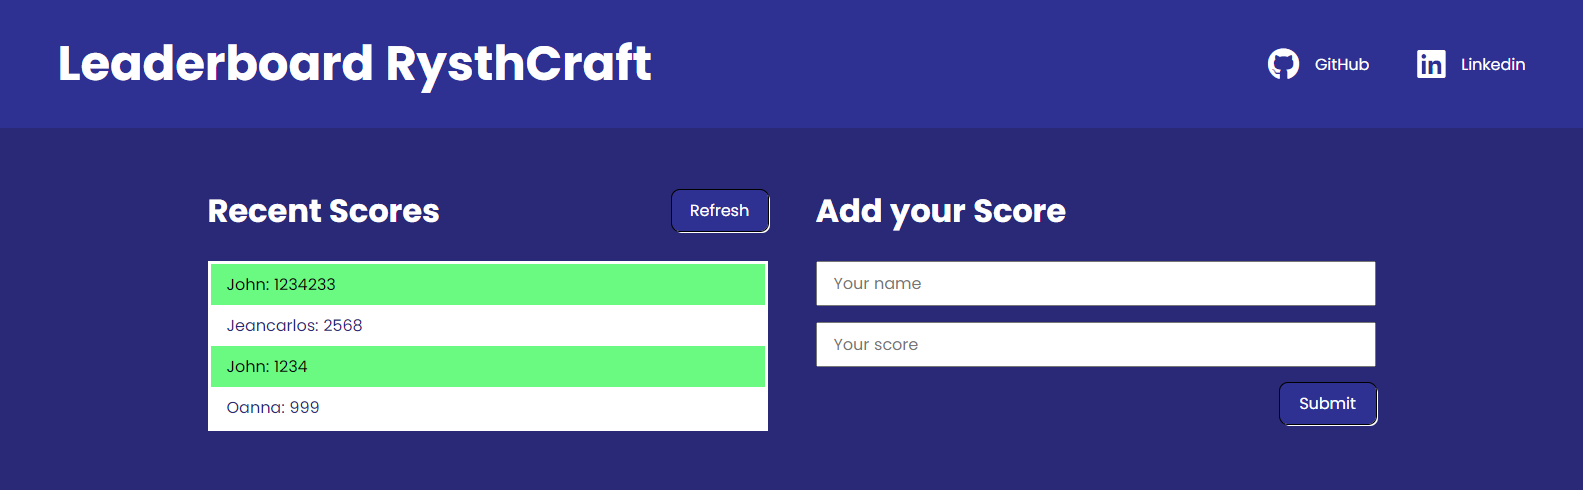 Leaderboard RysthCraft
GitHub
Linkedin
Recent Scores
Refresh
John: 1234233
Jeancarlos: 2568
John: 1234
Oanna: 999
Add your Score
Your name
Your score
Submit